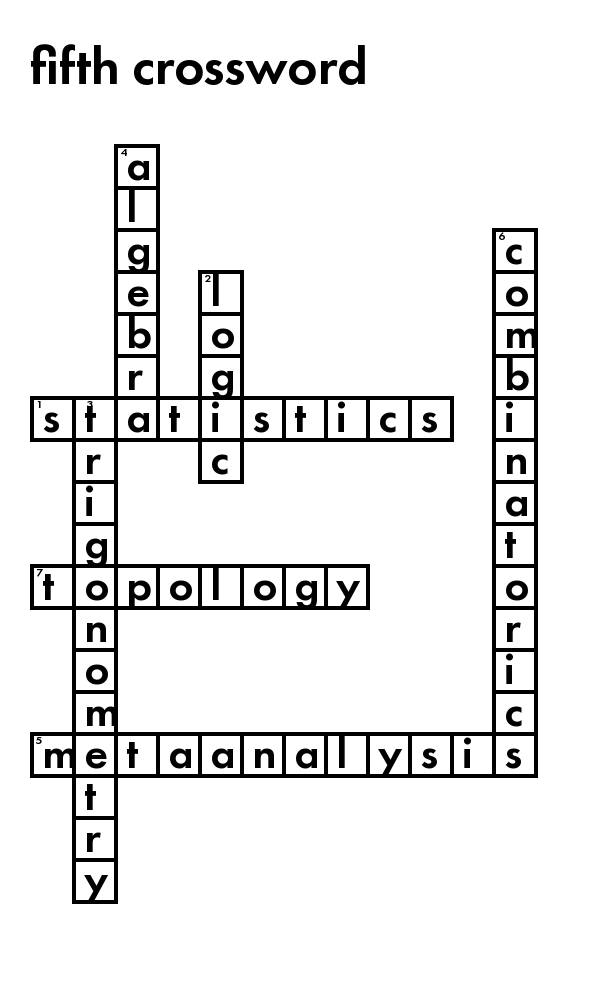 fifth crossword
4 a
l
g 6 c
e 2 l o
b o m
r g b
1 s 3 t a t i s t i c s i
r c n
i a
g t
7 t o p o l o g y o
n r
o i
m c
5 m e t a a n a l y s i s
t
r
y